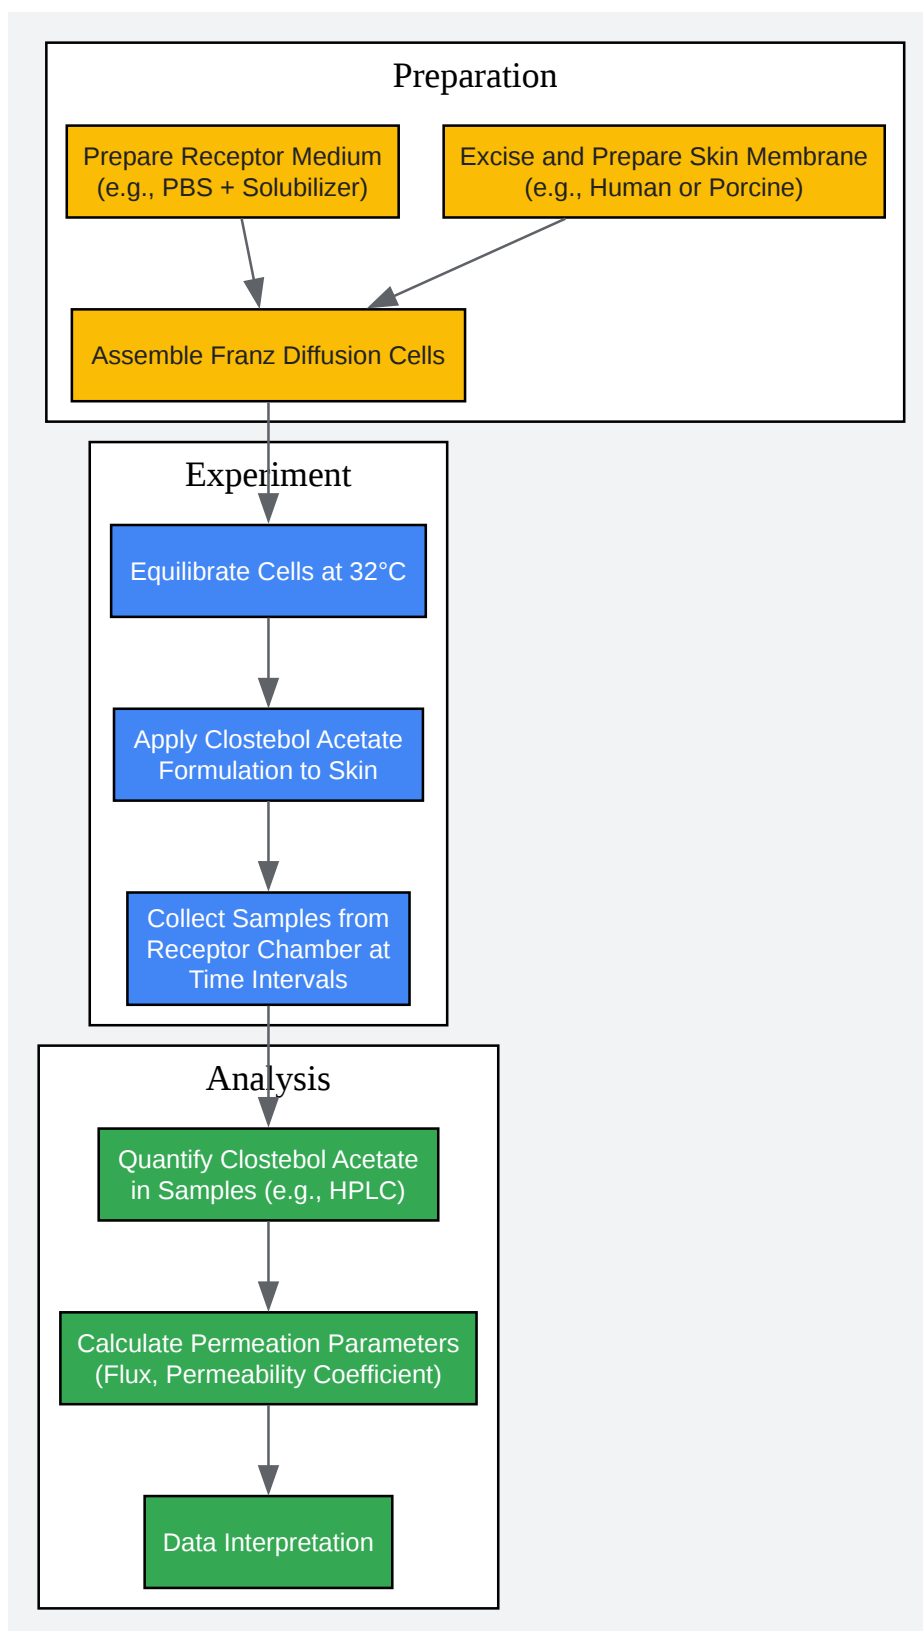 Preparation
Prepare Receptor Medium
(e.g., PBS + Solubilizer)
Excise and Prepare Skin Membrane
(e.g., Human or Porcine)
Assemble Franz Diffusion Cells
Experiment
Equilibrate Cells at 32°C
Apply Clostebol Acetate
Formulation to Skin
Collect Samples from
Receptor Chamber at
Time Intervals
Analysis
Quantify Clostebol Acetate
in Samples (e.g., HPLC)
Calculate Permeation Parameters
(Flux, Permeability Coefficient)
Data Interpretation